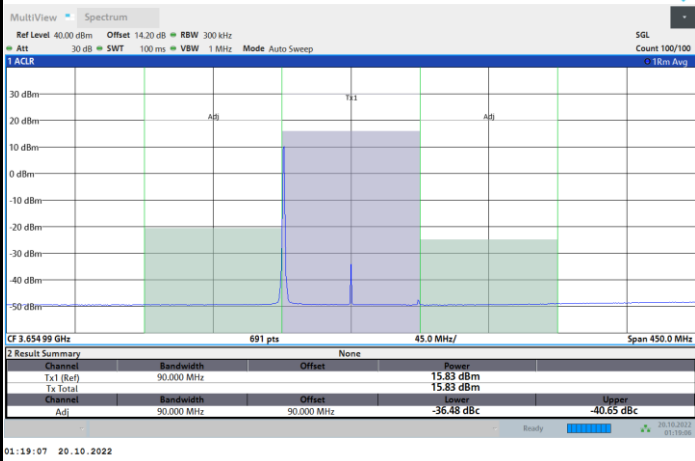 MultiView Spectrum
Ref Level 40.00 dBm Offset 14.20 dB RBW 300 kHz SGL
Att 30 dB SWT 100 ms VBW 1 MHz Mode Auto Sweep Count 100/100
1 ACLR 1Rm Avg
30 dBm
Tx1
20 dBm Adj Adj
10 dBm
0 dBm
-10 dBm
-20 dBm
-30 dBm
-40 dBm
-50 dBm
CF 3.654 99 GHz 691 pts 45.0 MHz/ Span 450.0 MHz
2 Result Summary None
Channel Bandwidth Offset Power
Tx1 (Ref) 90.000 MHz 15.83 dBm
Tx Total 15.83 dBm
Channel Bandwidth Offset Lower Upper
Adj 90.000 MHz 90.000 MHz -36.48 dBc -40.65 dBc
Ready 20.10.2022
01:19:06
01:19:07 20.10.2022